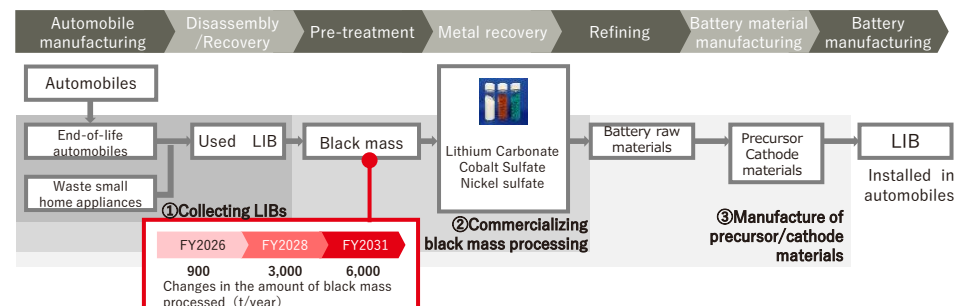 Automobile
manufacturing
Disassembly
/Recovery
Pre-treatment
Metal recovery
Refining
Battery material
manufacturing
Battery
manufacturing
Automobiles
End-of-life
automobiles
Waste small
home appliances
Used LIB
Black mass
Lithium Carbonate
Cobalt Sulfate
Nickel sulfate
Battery raw
materials
Precursor
Cathode
materials
LIB
Installed in
automobiles
①Collecting LIBs
②Commercializing
black mass processing
③Manufacture of
precursor/cathode
materials
FY2026 FY2028 FY2031
900 3,000 6,000
Changes in the amount of black mass
processed (t/year)